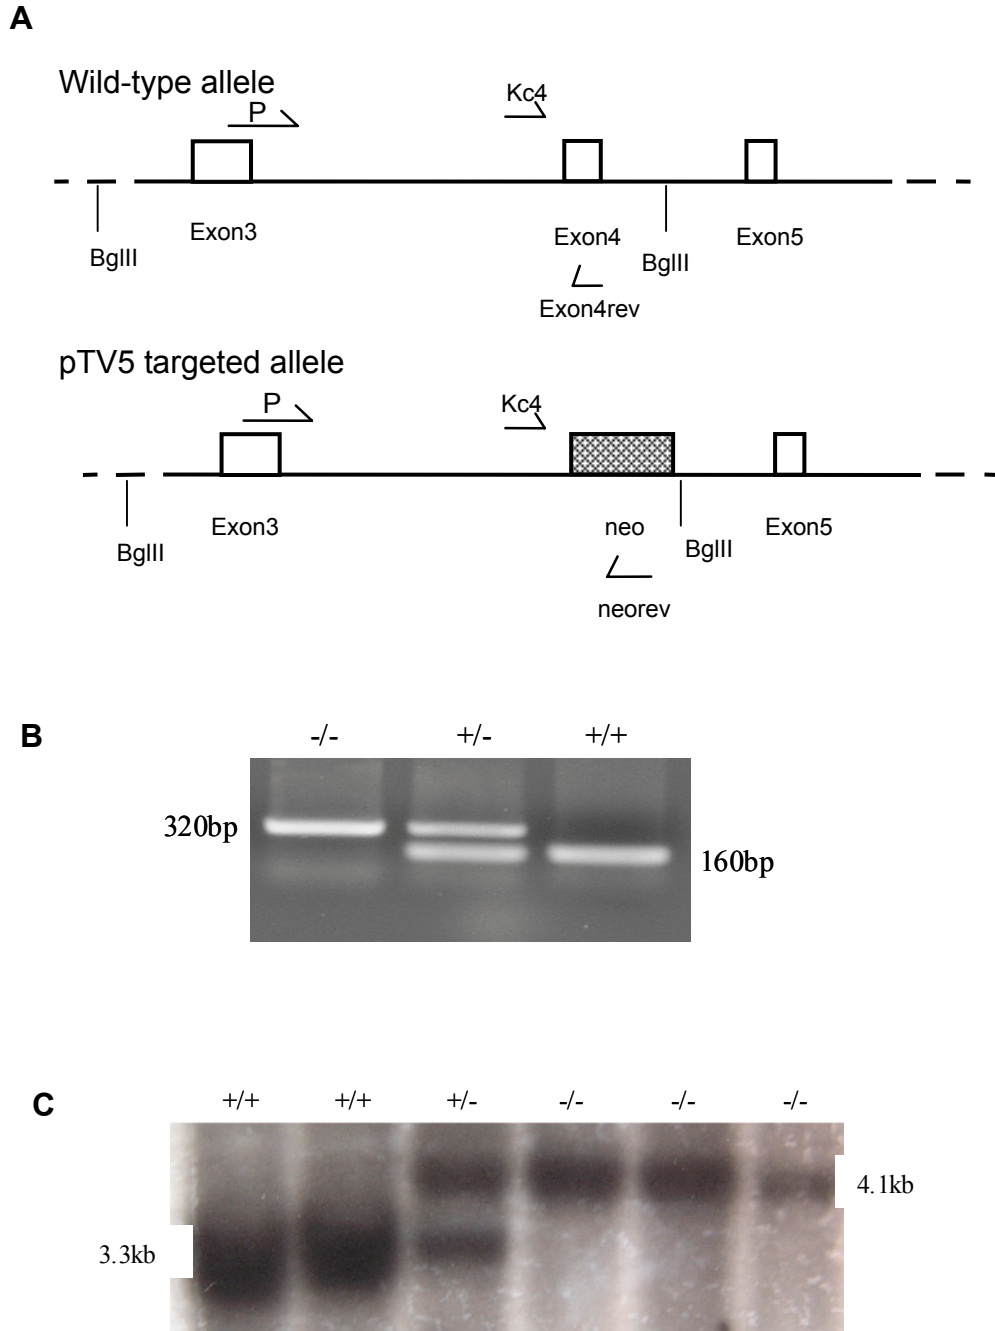 A
Wild-type allele
P
Kc4
Exon3
Exon4
Exon5
BglII
BglII
Exon4rev
pTV5 targeted allele
P
Kc4
Exon3
neo
Exon5
BglII
BglII
neorev
B
-/- +/- +/+
320bp
160bp
C
+/+ +/+ +/- -/- -/- -/-
4.1kb
3.3kb